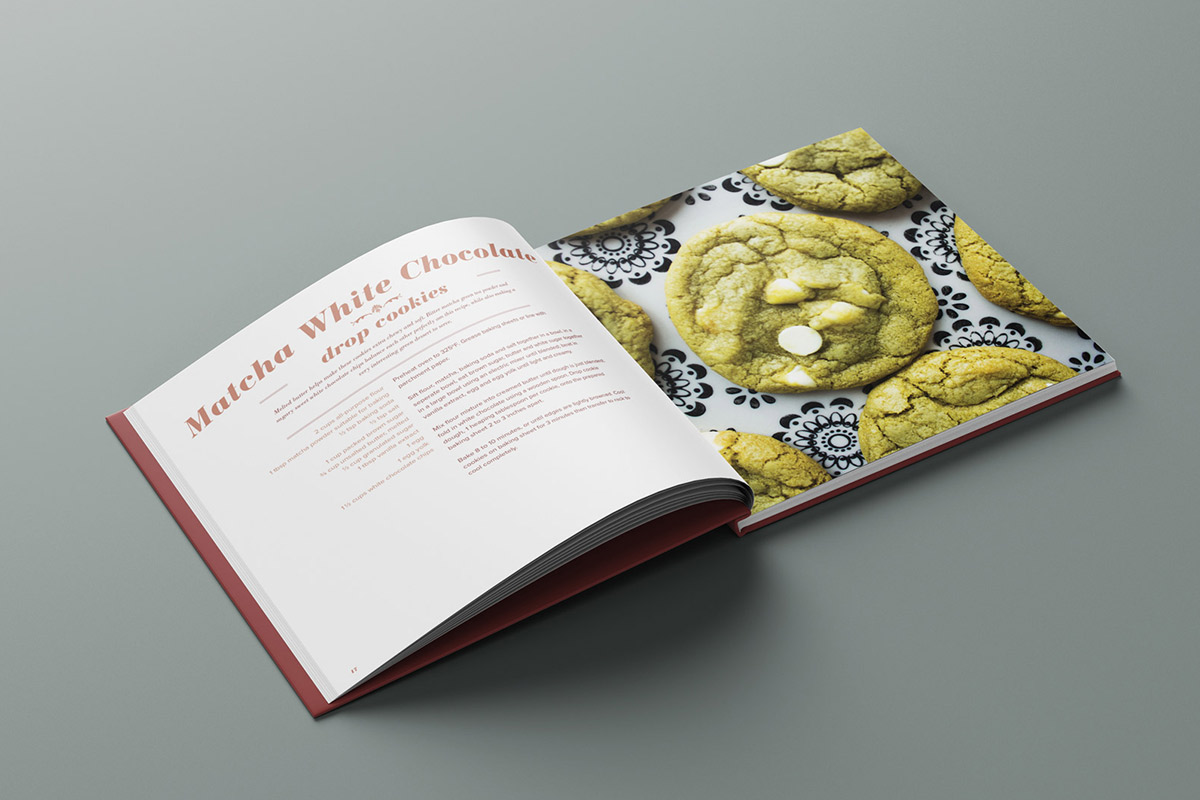 Matcha White Chocolate
drop cookies
Melted butter helps make these cookies extra chewy and soft. Bitter matcha green tea powder and
sugary sweet white chocolate chips balance each other perfectly in this recipe, while also making a
very interesting green dessert to serve.
2 cups all-purpose flour
1 tbsp matcha powder suitable for baking
½ tsp baking soda
½ tsp salt
1 cup packed brown sugar
¾ cup unsalted butter, melted
½ cup granulated sugar
1 tbsp vanilla extract
1 egg
1 egg yolk
1½ cups white chocolate chips
Preheat oven to 325°F. Grease baking sheets or line with
parchment paper.
Sift flour, matcha, baking soda and salt together in a bowl. In a
seperate bowl, eat brown sugar, butter and white sugar together
in a large bowl using an electric mixer until blended; beat in
vanilla extract, egg and egg yolk until light and creamy.
Mix flour mixture into creamed butter until dough is just blended;
fold in white chocolate using a wooden spoon. Drop cookie
dough, 1 heaping tablespoon per cookie, onto the prepared
baking sheet 2 to 3 inches apart.
Bake 8 to 10 minutes, or until edges are lightly browned. Cool
cookies on baking sheet for 3 minutes then transfer to rack to
cool completely.
17